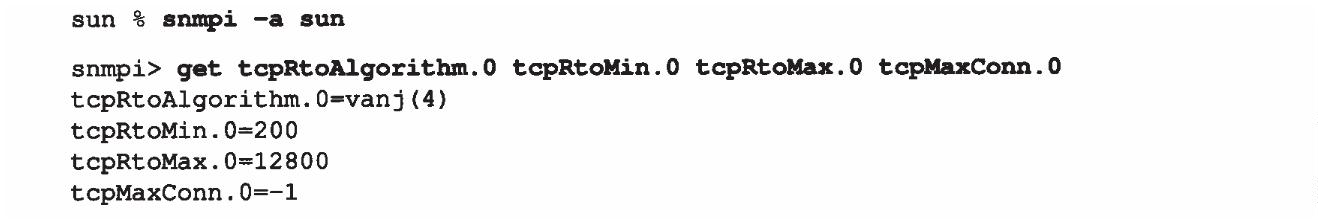 sun % snmpi -a sun
snmpi> get tcpRtoAlgorithm.0 tcpRtoMin.0 tcpRtoMax.0 tcpMaxConn.0
tcpRtoAlgorithm.0=vanj(4)
tcpRtoMin.0=200
tcpRtoMax.0=12800
tcpMaxConn.0=-1